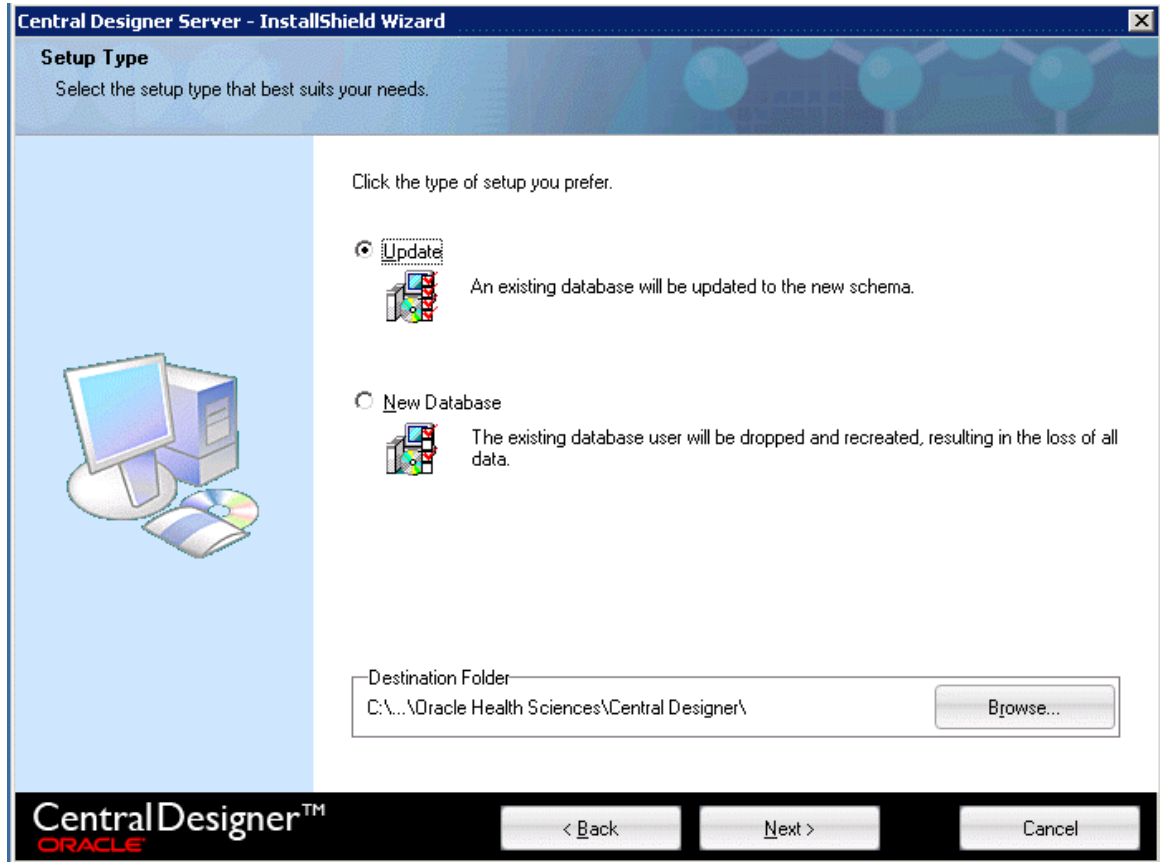 Central Designer Server - InstallShield Wizard
Setup Type
Select the setup type that best suits your needs.
Click the type of setup you prefer.
Update
An existing database will be updated to the new schema.
New Database
The existing database user will be dropped and recreated, resulting in the loss of all
data.
Destination Folder
C:\...\Oracle Health Sciences\Central Designer\
Browse...
Central Designer™
ORACLE
< Back
Next >
Cancel